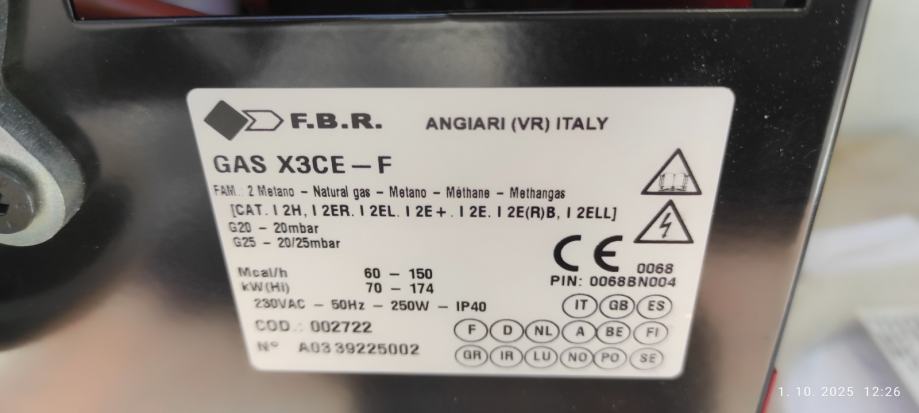 F.B.R. ANGIARI (VR) ITALY
GAS X3CE – F
FAM.: 2 Metano – Natural gas – Metano – Méthane – Methangas
[CAT. I 2H, I 2ER. I 2EL. I 2E + . I 2E. I 2E(R)B, I 2ELL]
G20 – 20mbar
G25 – 20/25mbar
CE 0068
PIN: 0068BN004
Mcal/h 60 – 150
kW(Hi) 70 – 174
230VAC – 50Hz – 250W – IP40
IT GB ES
COD.: 002722
F D NL A BE FI
N° A0339225002
GR IR LU NO PO SE
1. 10. 2025 12:26